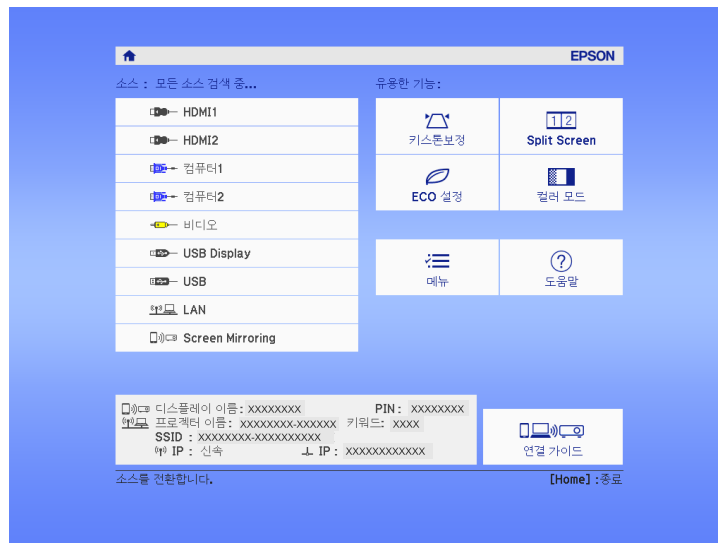 EPSON
소스 : 모든 소스 검색 중...
유용한 기능:
HDMI1
HDMI2
컴퓨터1
컴퓨터2
비디오
USB Display
USB
LAN
Screen Mirroring
키스톤보정
1 2
Split Screen
ECO 설정
컬러 모드
메뉴
?
도움말
디스플레이 이름: XXXXXXXX PIN : XXXXXXXX
프로젝터 이름: XXXXXXXX-XXXXXX 키워드: XXXX
SSID : XXXXXXXX-XXXXXXXXXX
IP : 신속 IP : XXXXXXXXXXXX
연결 가이드
소스를 전환합니다. [Home] :종료